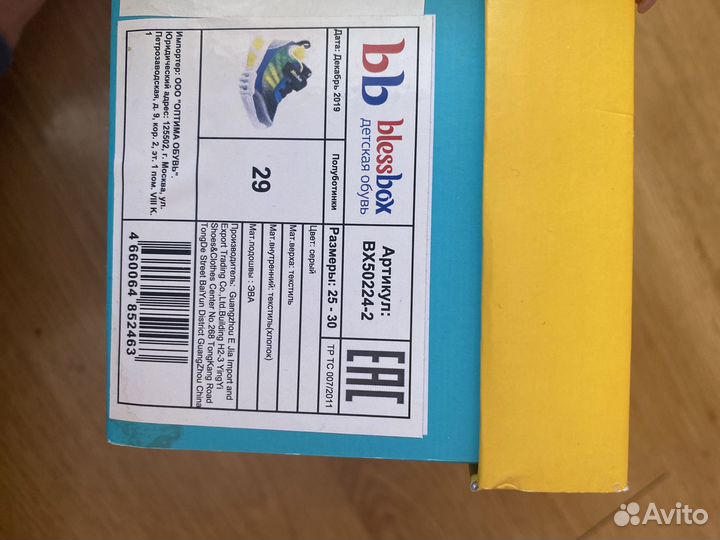 bb blessbox
детская обувь
Артикул:
BX50224-2
Дата: Декабрь 2019
Полуботинки
Размеры: 25 - 30
ТР ТС 007/2011
EAC
29
Цвет: серый
Мат.верха: текстиль
Мат.внутренний: текстиль(хлопок)
Мат.подошвы : ЭВА
Производитель: Guangzhou E Jia Import and
Export Trading Co.,Ltd.Building H2-3 YingYi
Shoes&Clothes Center No.268 TongKang Road
TongDe Street BaiYun District GuangZhou China
Импортер: ООО "ОПТИМА ОБУВЬ".
Юридический адрес: 125502, г. Москва, ул.
Петрозаводская, д. 9, кор. 2, эт. 1 пом. VIII К.
1
4 660064 852463
Avito